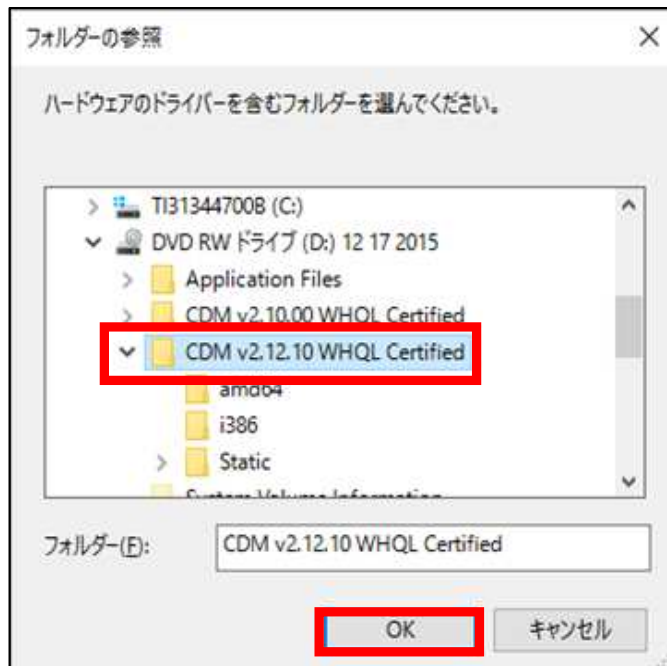 フォルダーの参照
ハードウェアのドライバーを含むフォルダーを選んでください。
TI31344700B (C:)
DVD RW ドライブ (D:) 12 17 2015
Application Files
CDM v2.10.00 WHQL Certified
CDM v2.12.10 WHQL Certified
amd64
i386
Static
System Volume Information
フォルダー(F): CDM v2.12.10 WHQL Certified
OK キャンセル